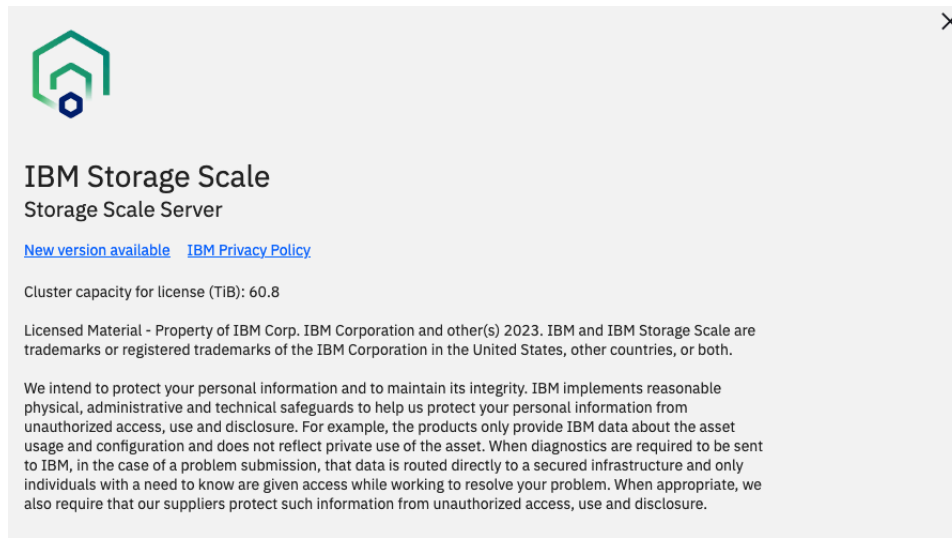 IBM Storage Scale
Storage Scale Server
New version available IBM Privacy Policy
Cluster capacity for license (TiB): 60.8
Licensed Material - Property of IBM Corp. IBM Corporation and other(s) 2023. IBM and IBM Storage Scale are
trademarks or registered trademarks of the IBM Corporation in the United States, other countries, or both.
We intend to protect your personal information and to maintain its integrity. IBM implements reasonable
physical, administrative and technical safeguards to help us protect your personal information from
unauthorized access, use and disclosure. For example, the products only provide IBM data about the asset
usage and configuration and does not reflect private use of the asset. When diagnostics are required to be sent
to IBM, in the case of a problem submission, that data is routed directly to a secured infrastructure and only
individuals with a need to know are given access while working to resolve your problem. When appropriate, we
also require that our suppliers protect such information from unauthorized access, use and disclosure.